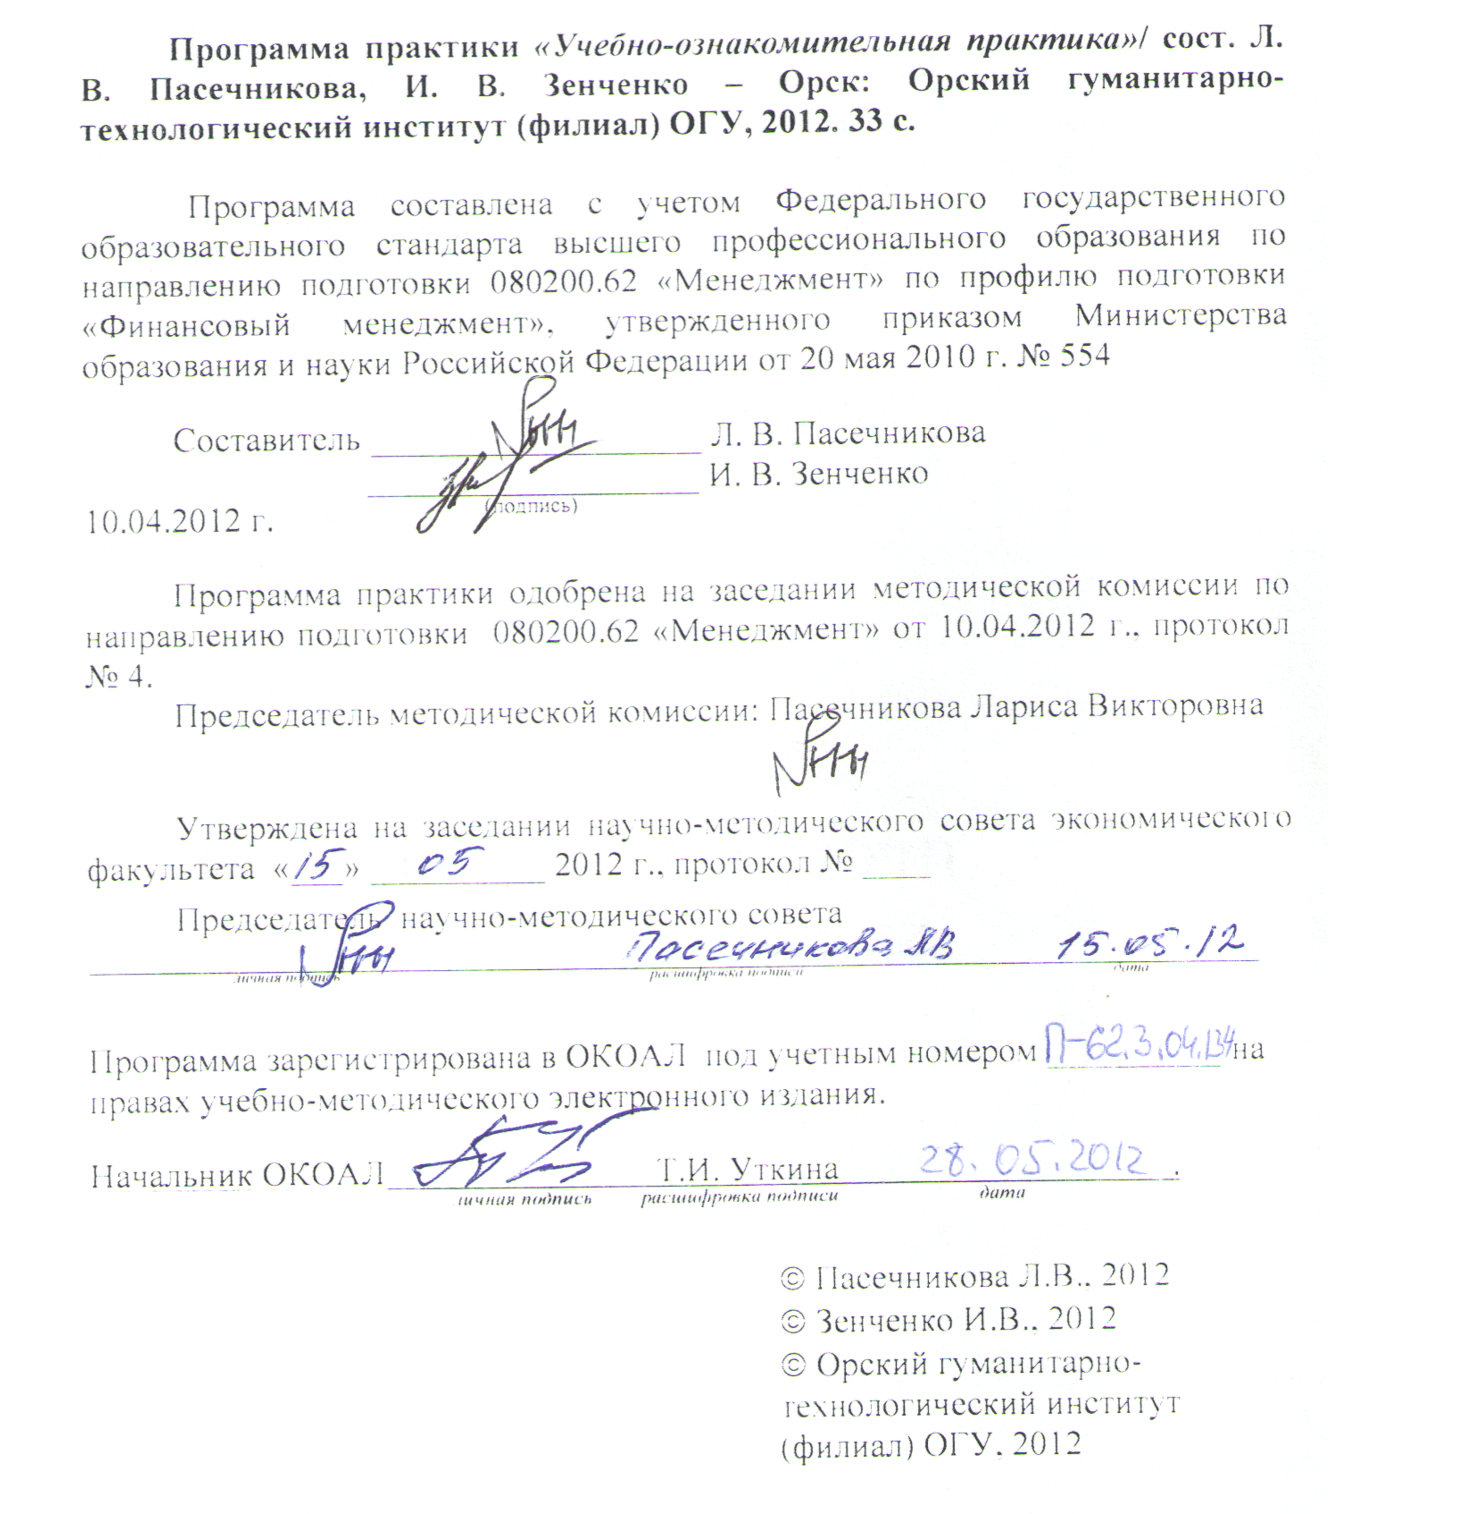 Программа практики «Учебно-ознакомительная практика»/ сост. Л.
В. Пасечникова, И. В. Зенченко – Орск: Орский гуманитарно-
технологический институт (филиал) ОГУ, 2012. 33 с.
Программа составлена с учетом Федерального государственного
образовательного стандарта высшего профессионального образования по
направлению подготовки 080200.62 «Менеджмент» по профилю подготовки
«Финансовый менеджмент», утвержденного приказом Министерства
образования и науки Российской Федерации от 20 мая 2010 г. № 554
Составитель Л. В. Пасечникова
И. В. Зенченко
(подпись)
10.04.2012 г.
Программа практики одобрена на заседании методической комиссии по
направлению подготовки 080200.62 «Менеджмент» от 10.04.2012 г., протокол
№ 4.
Председатель методической комиссии: Пасечникова Лариса Викторовна
Утверждена на заседании научно-методического совета экономического
факультета «15» 05 2012 г., протокол № ____
Председатель научно-методического совета
Пасечникова ЛВ 15.05.12
личная подпись расшифровка подписи дата
Программа зарегистрирована в ОКОАЛ под учетным номером П-62.3.04.134 на
правах учебно-методического электронного издания.
Начальник ОКОАЛ Т.И. Уткина 28.05.2012 .
личная подпись расшифровка подписи дата
© Пасечникова Л.В., 2012
© Зенченко И.В., 2012
© Орский гуманитарно-
технологический институт
(филиал) ОГУ, 2012